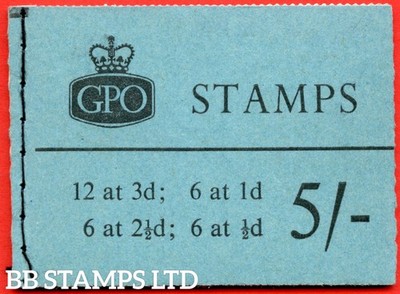 GPO STAMPS
12 at 3d; 6 at 1d
6 at 2½d; 6 at ½d
5/-
BB STAMPS LTD